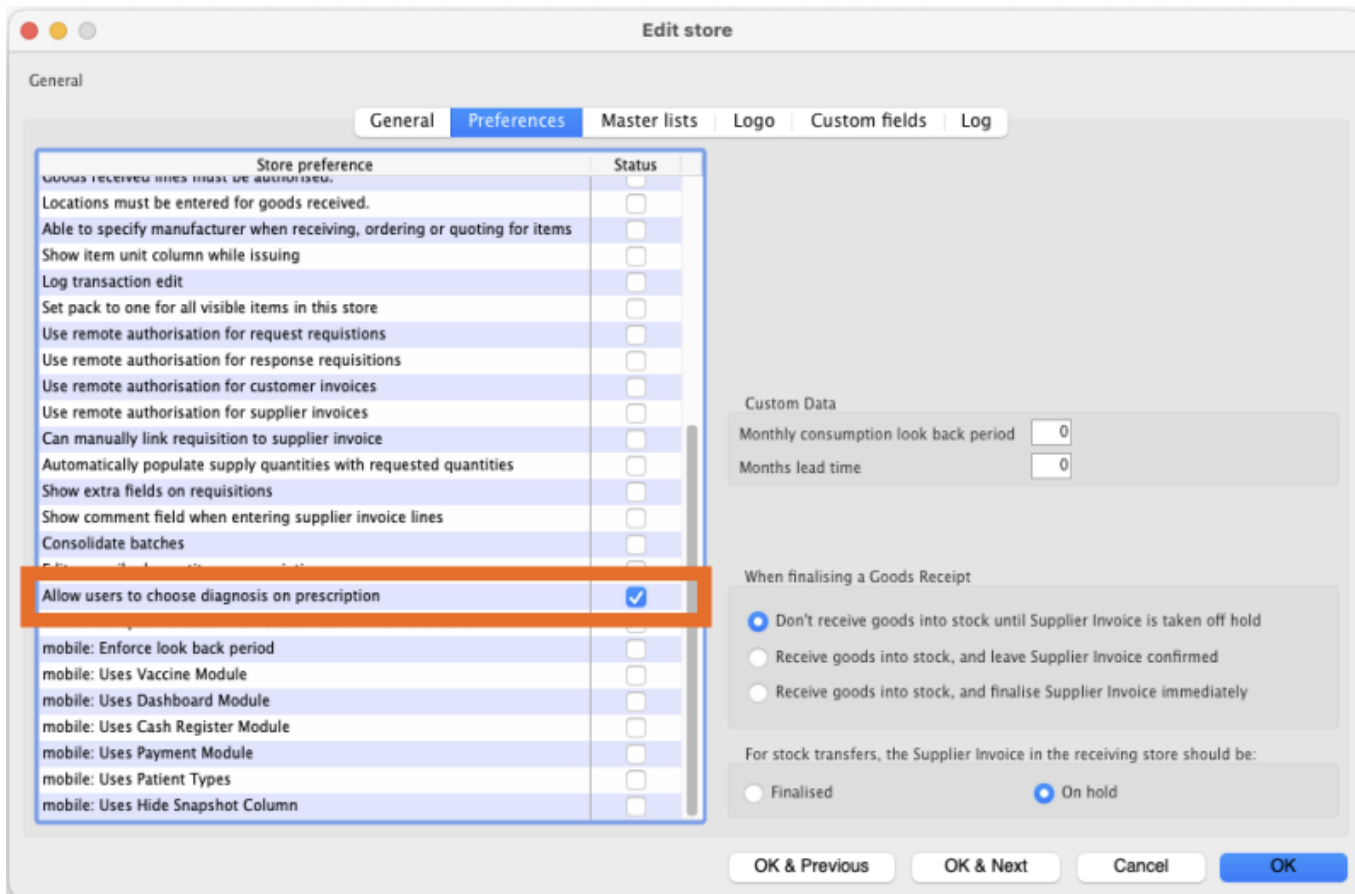 Edit store
General
General Preferences Master lists Logo Custom fields Log
Store preference Status
Goods received lines must be authorised.
Locations must be entered for goods received.
Able to specify manufacturer when receiving, ordering or quoting for items
Show item unit column while issuing
Log transaction edit
Set pack to one for all visible items in this store
Use remote authorisation for request requistions
Use remote authorisation for response requisitions
Use remote authorisation for customer invoices
Use remote authorisation for supplier invoices
Can manually link requisition to supplier invoice
Automatically populate supply quantities with requested quantities
Show extra fields on requisitions
Show comment field when entering supplier invoice lines
Consolidate batches
Allow users to choose diagnosis on prescription
mobile: Enforce look back period
mobile: Uses Vaccine Module
mobile: Uses Dashboard Module
mobile: Uses Cash Register Module
mobile: Uses Payment Module
mobile: Uses Patient Types
mobile: Uses Hide Snapshot Column
Custom Data
Monthly consumption look back period 0
Months lead time 0
When finalising a Goods Receipt
Don't receive goods into stock until Supplier Invoice is taken off hold
Receive goods into stock, and leave Supplier Invoice confirmed
Receive goods into stock, and finalise Supplier Invoice immediately
For stock transfers, the Supplier Invoice in the receiving store should be:
Finalised On hold
OK & Previous OK & Next Cancel OK